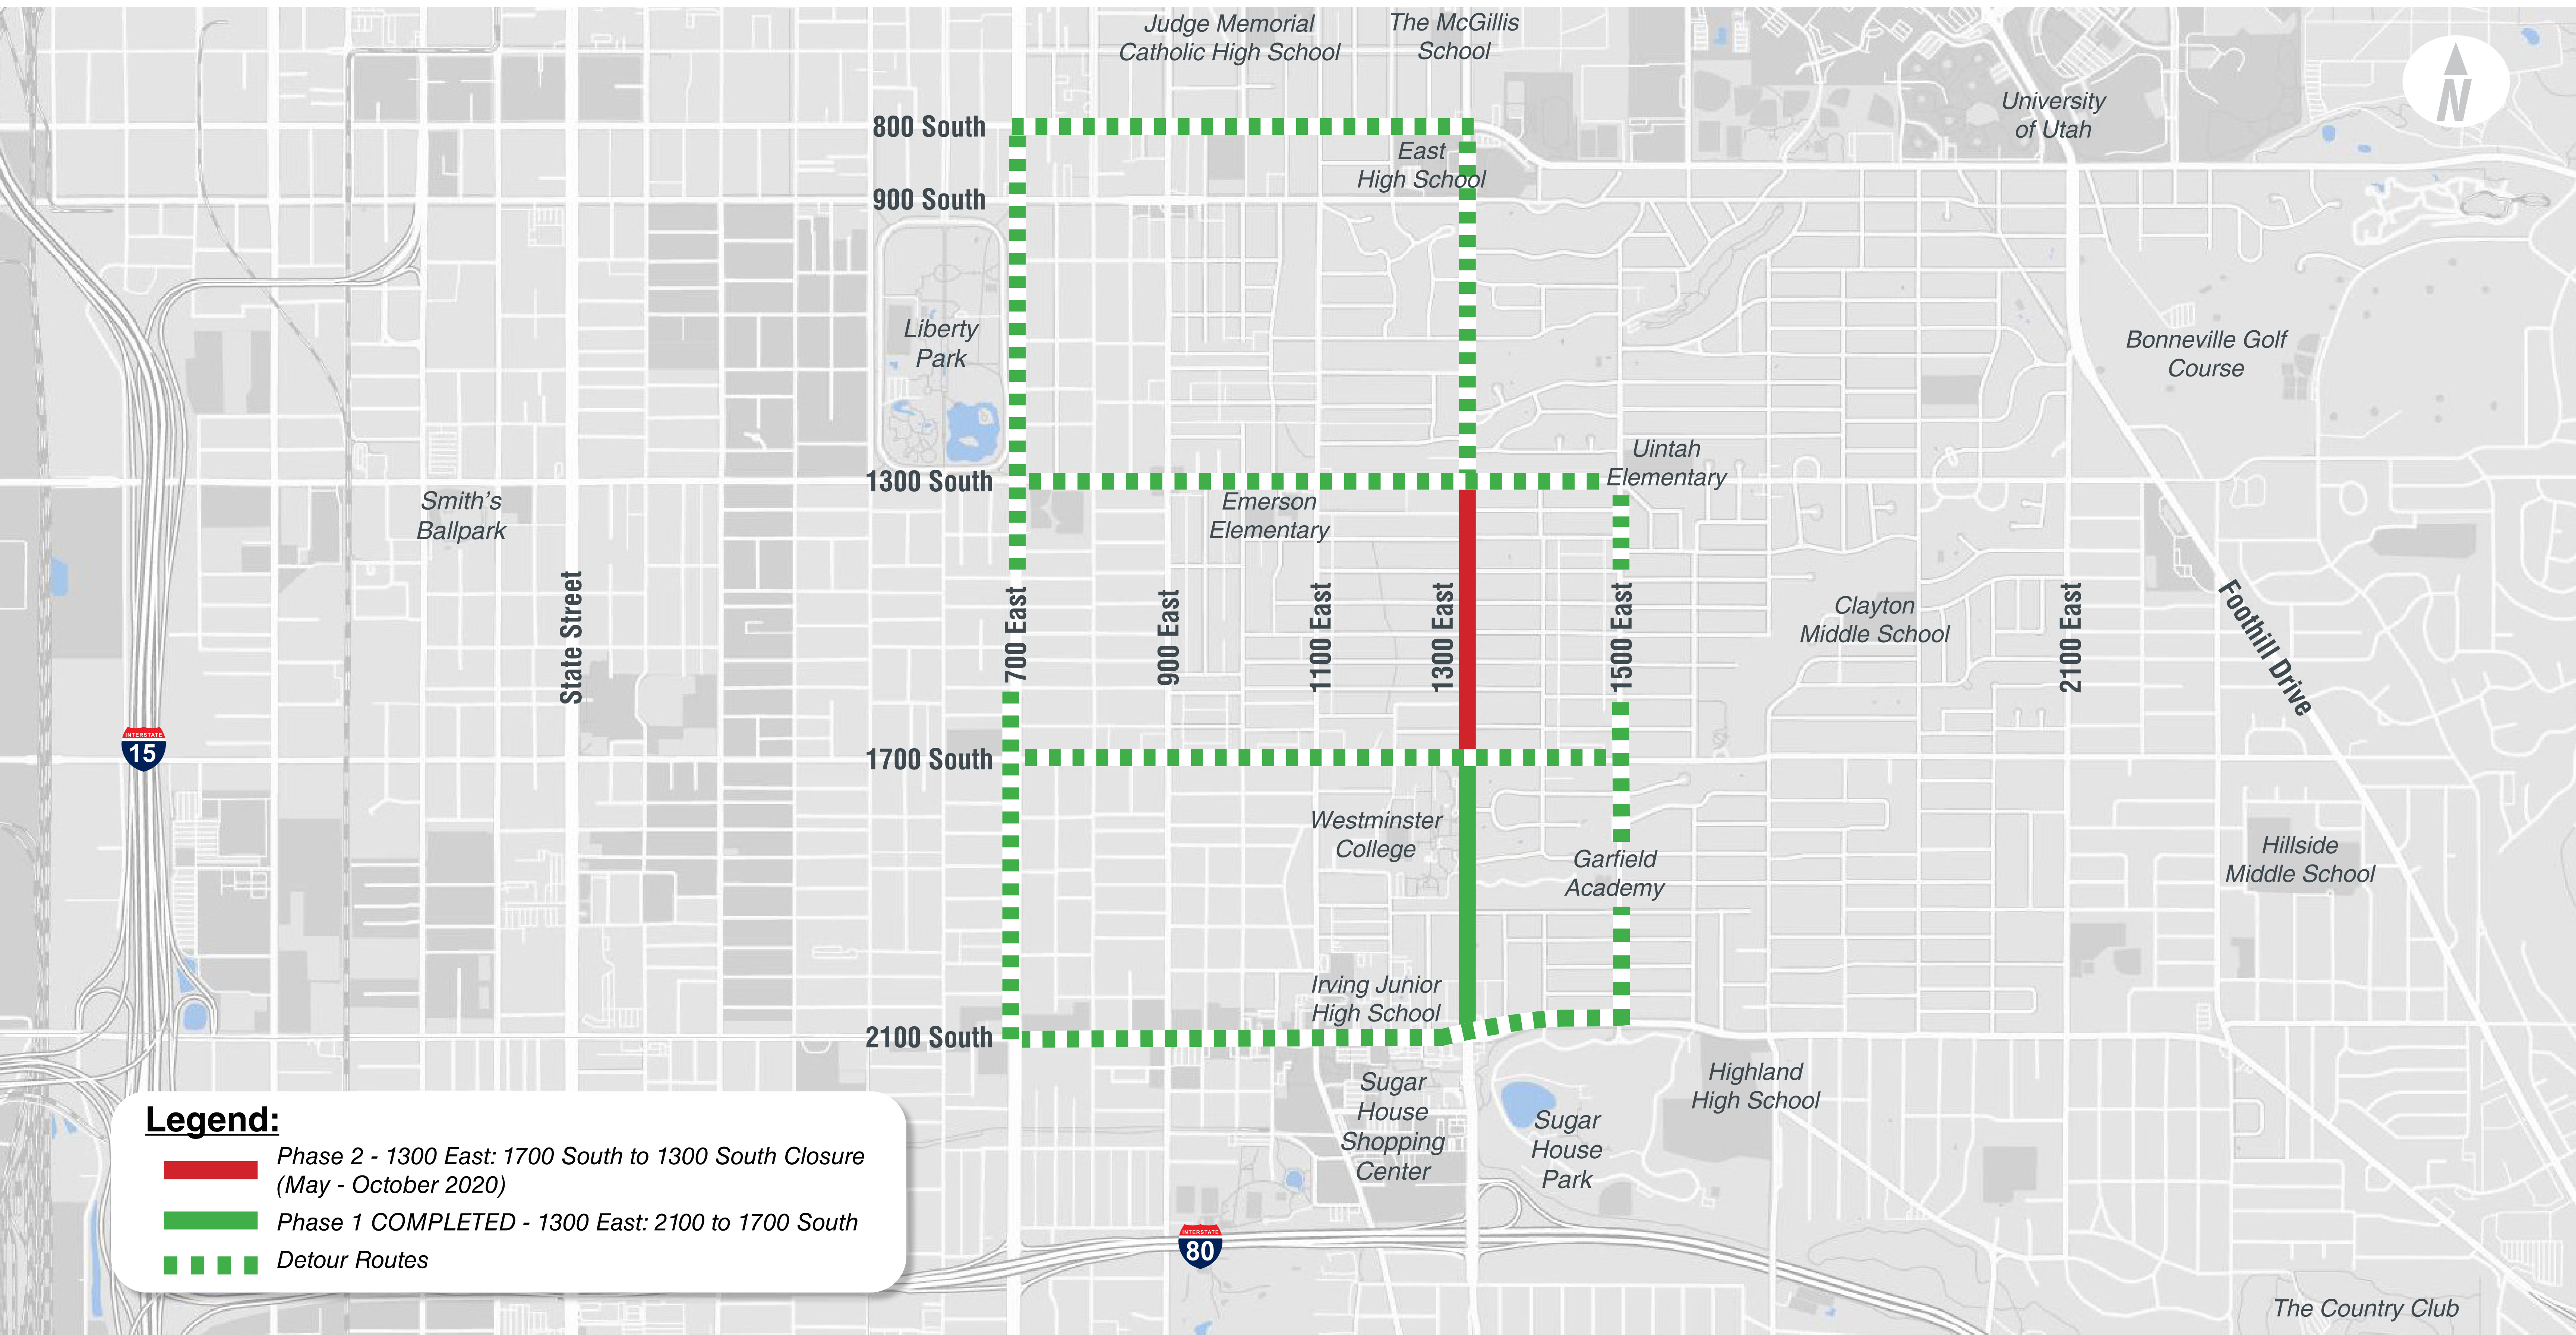 Judge Memorial
Catholic High School
The McGillis
School
N
University
of Utah
800 South
East
High School
900 South
Liberty
Park
Bonneville Golf
Course
Uintah
Elementary
1300 South
Smith's
Ballpark
Emerson
Elementary
State Street
700 East
900 East
1100 East
1300 East
1500 East
Clayton
Middle School
2100 East
Foothill Drive
INTERSTATE
15
1700 South
Westminster
College
Garfield
Academy
Hillside
Middle School
Irving Junior
High School
2100 South
Sugar
House
Shopping
Center
Sugar
House
Park
Highland
High School
Legend:
Phase 2 - 1300 East: 1700 South to 1300 South Closure
(May - October 2020)
Phase 1 COMPLETED - 1300 East: 2100 to 1700 South
Detour Routes
INTERSTATE
80
The Country Club